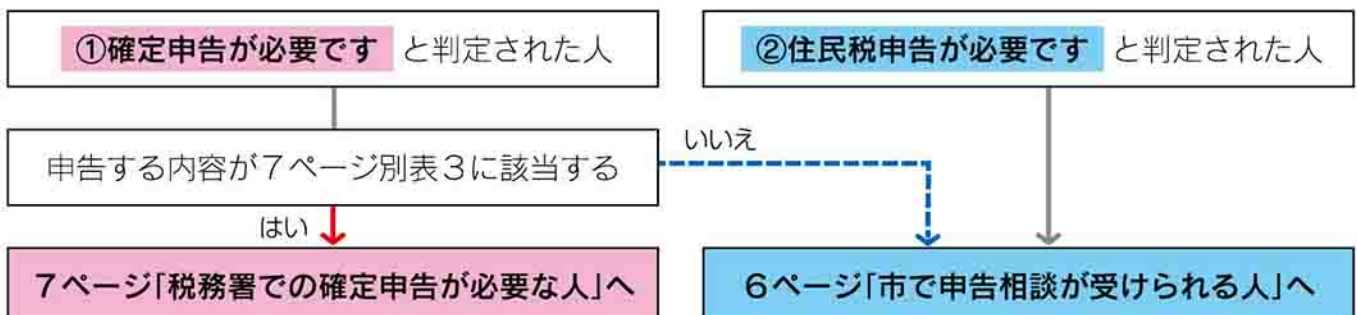 ①確定申告が必要です と判定された人
②住民税申告が必要です と判定された人
申告する内容が7ページ別表3に該当する
いいえ
はい
7ページ「税務署での確定申告が必要な人」へ
6ページ「市で申告相談が受けられる人」へ